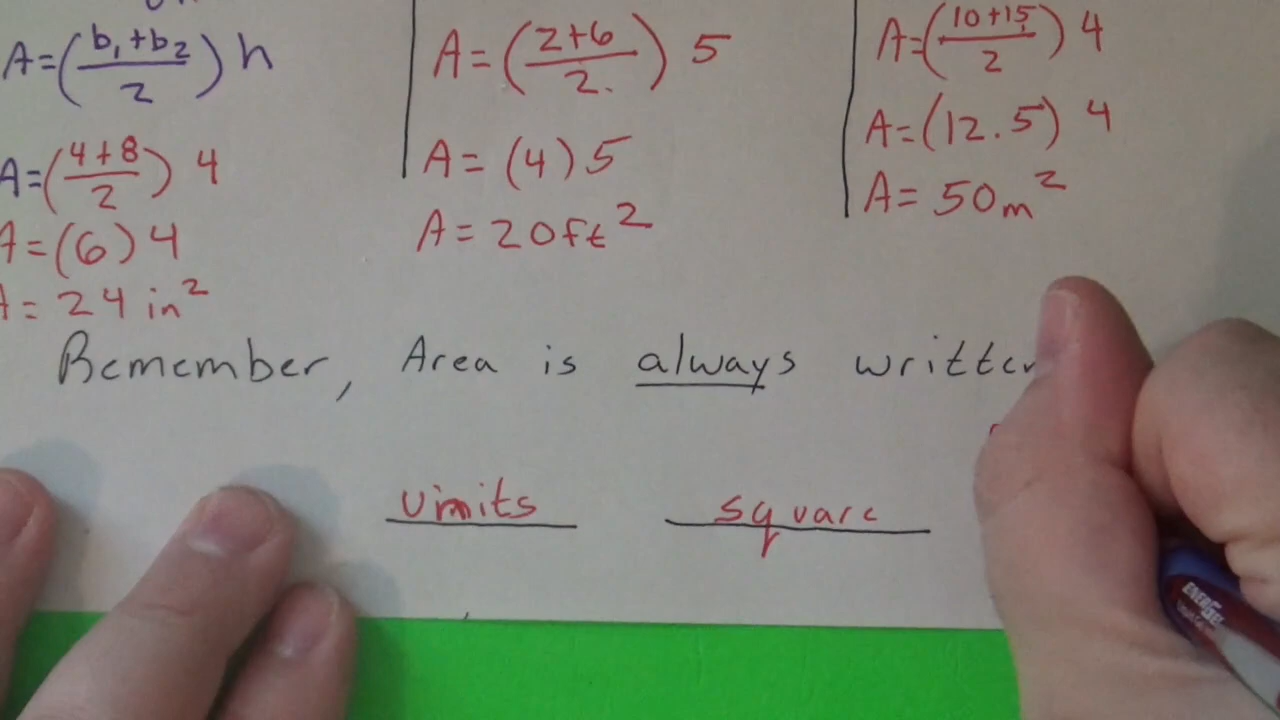 A=(b₁+b₂/2)h
A=(4+8/2)4
A=(6)4
A=24 in²
A=(2+6/2.)5
A=(4)5
A=20ft²
A=(10+15/2)4
A=(12.5)4
A=50m²
Remember, Area is always written
units square